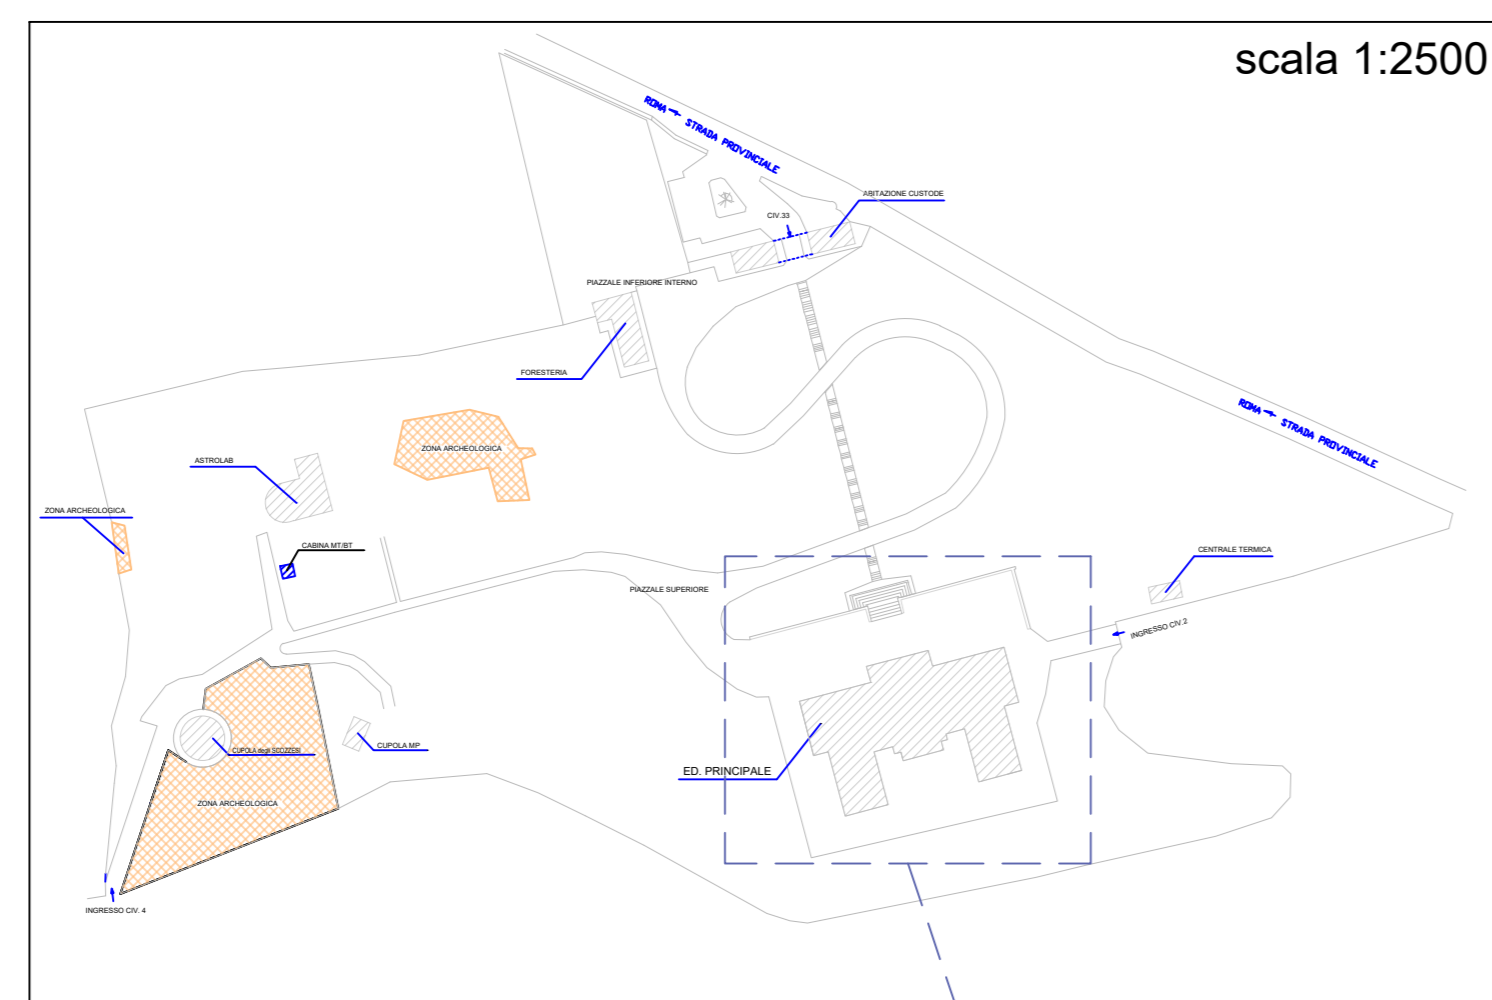 scala 1:2500
ROMA
STRADA PROVINCIALE
ABITAZIONE CUSTODE
CIV.33
PIAZZALE INFERIORE INTERNO
FORESTERIA
ROMA
STRADA PROVINCIALE
ZONA ARCHEOLOGICA
ASTROLAB
ZONA ARCHEOLOGICA
CABINA MT/BT
CENTRALE TERMICA
PIAZZALE SUPERIORE
INGRESSO CIV.2
CUPOLA degli SCOZZESI
CUPOLA MP
ED. PRINCIPALE
ZONA ARCHEOLOGICA
INGRESSO CIV. 4